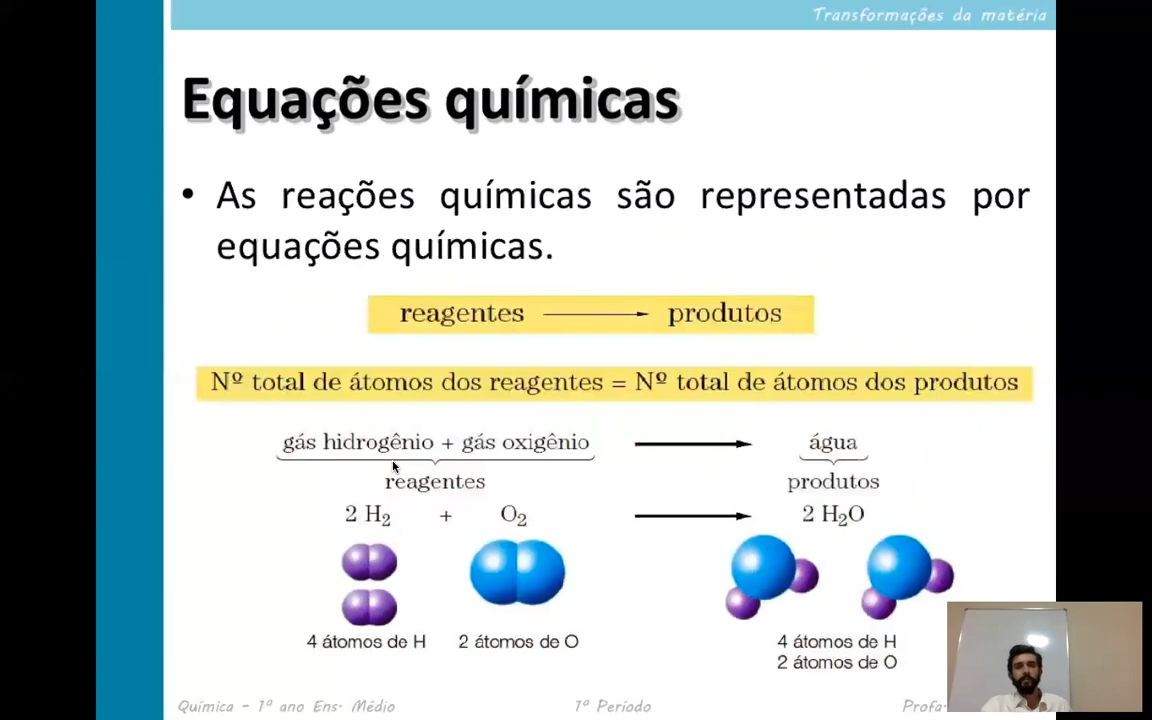 Transformações da matéria
Equações químicas
• As reações químicas são representadas por
equações químicas.
reagentes → produtos
Nº total de átomos dos reagentes = Nº total de átomos dos produtos
gás hidrogênio + gás oxigênio → água
reagentes produtos
2 H₂ + O₂ → 2 H₂O
4 átomos de H 2 átomos de O 4 átomos de H
2 átomos de O
Química - 1ª ano Ens. Médio 1º Período Profa.